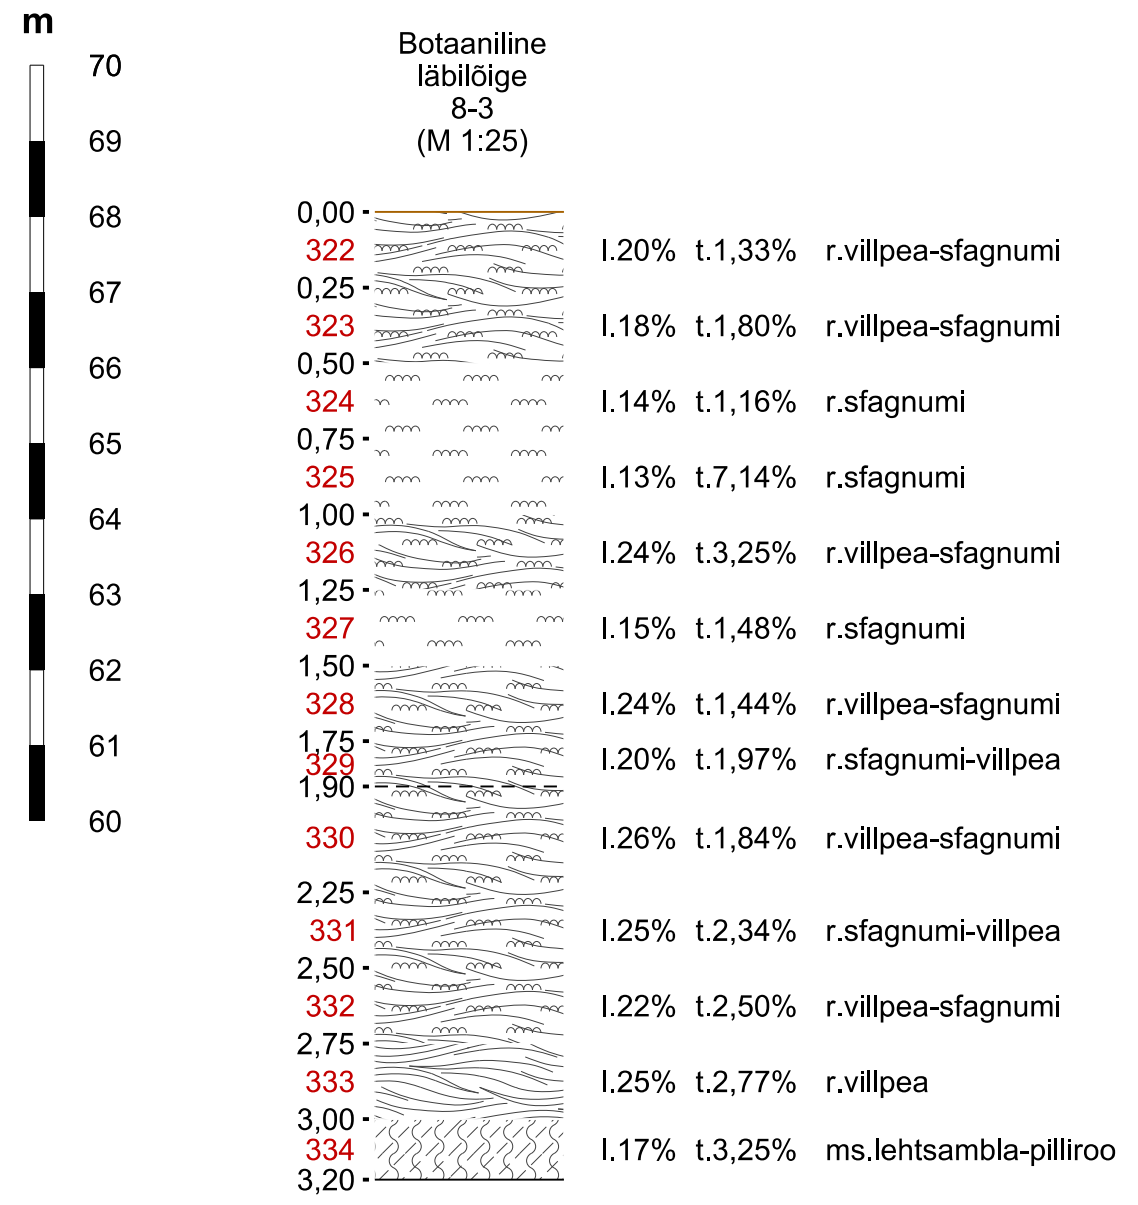 m
70
69
68
67
66
65
64
63
62
61
60
Botaaniline
läbilõige
8-3
(M 1:25)
0,00
322 l.20% t.1,33% r.villpea-sfagnumi
0,25
323 l.18% t.1,80% r.villpea-sfagnumi
0,50
324 l.14% t.1,16% r.sfagnumi
0,75
325 l.13% t.7,14% r.sfagnumi
1,00
326 l.24% t.3,25% r.villpea-sfagnumi
1,25
327 l.15% t.1,48% r.sfagnumi
1,50
328 l.24% t.1,44% r.villpea-sfagnumi
1,75
329 l.20% t.1,97% r.sfagnumi-villpea
1,90
330 l.26% t.1,84% r.villpea-sfagnumi
2,25
331 l.25% t.2,34% r.sfagnumi-villpea
2,50
332 l.22% t.2,50% r.villpea-sfagnumi
2,75
333 l.25% t.2,77% r.villpea
3,00
334 l.17% t.3,25% ms.lehtsambla-pilliroo
3,20